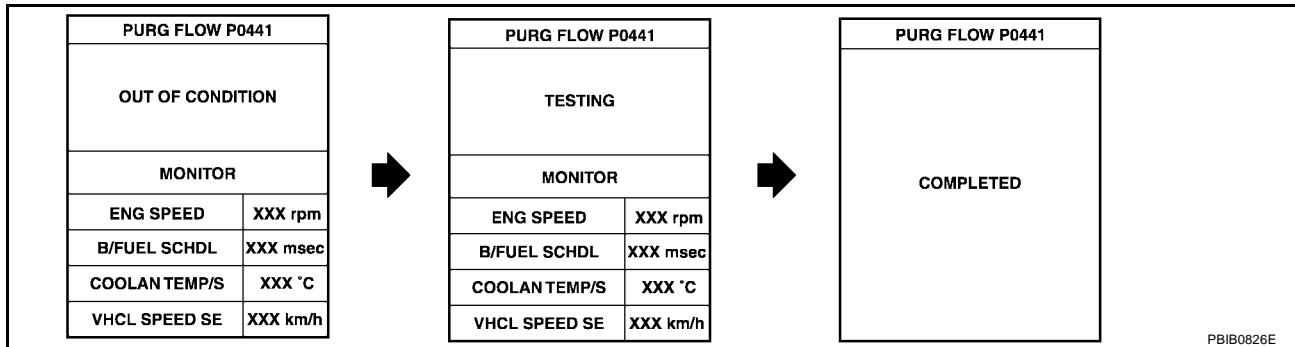 PURG FLOW P0441
OUT OF CONDITION
MONITOR
ENG SPEED XXX rpm
B/FUEL SCHDL XXX msec
COOLAN TEMP/S XXX °C
VHCL SPEED SE XXX km/h
PURG FLOW P0441
TESTING
MONITOR
ENG SPEED XXX rpm
B/FUEL SCHDL XXX msec
COOLAN TEMP/S XXX °C
VHCL SPEED SE XXX km/h
PURG FLOW P0441
COMPLETED
PBIB0826E